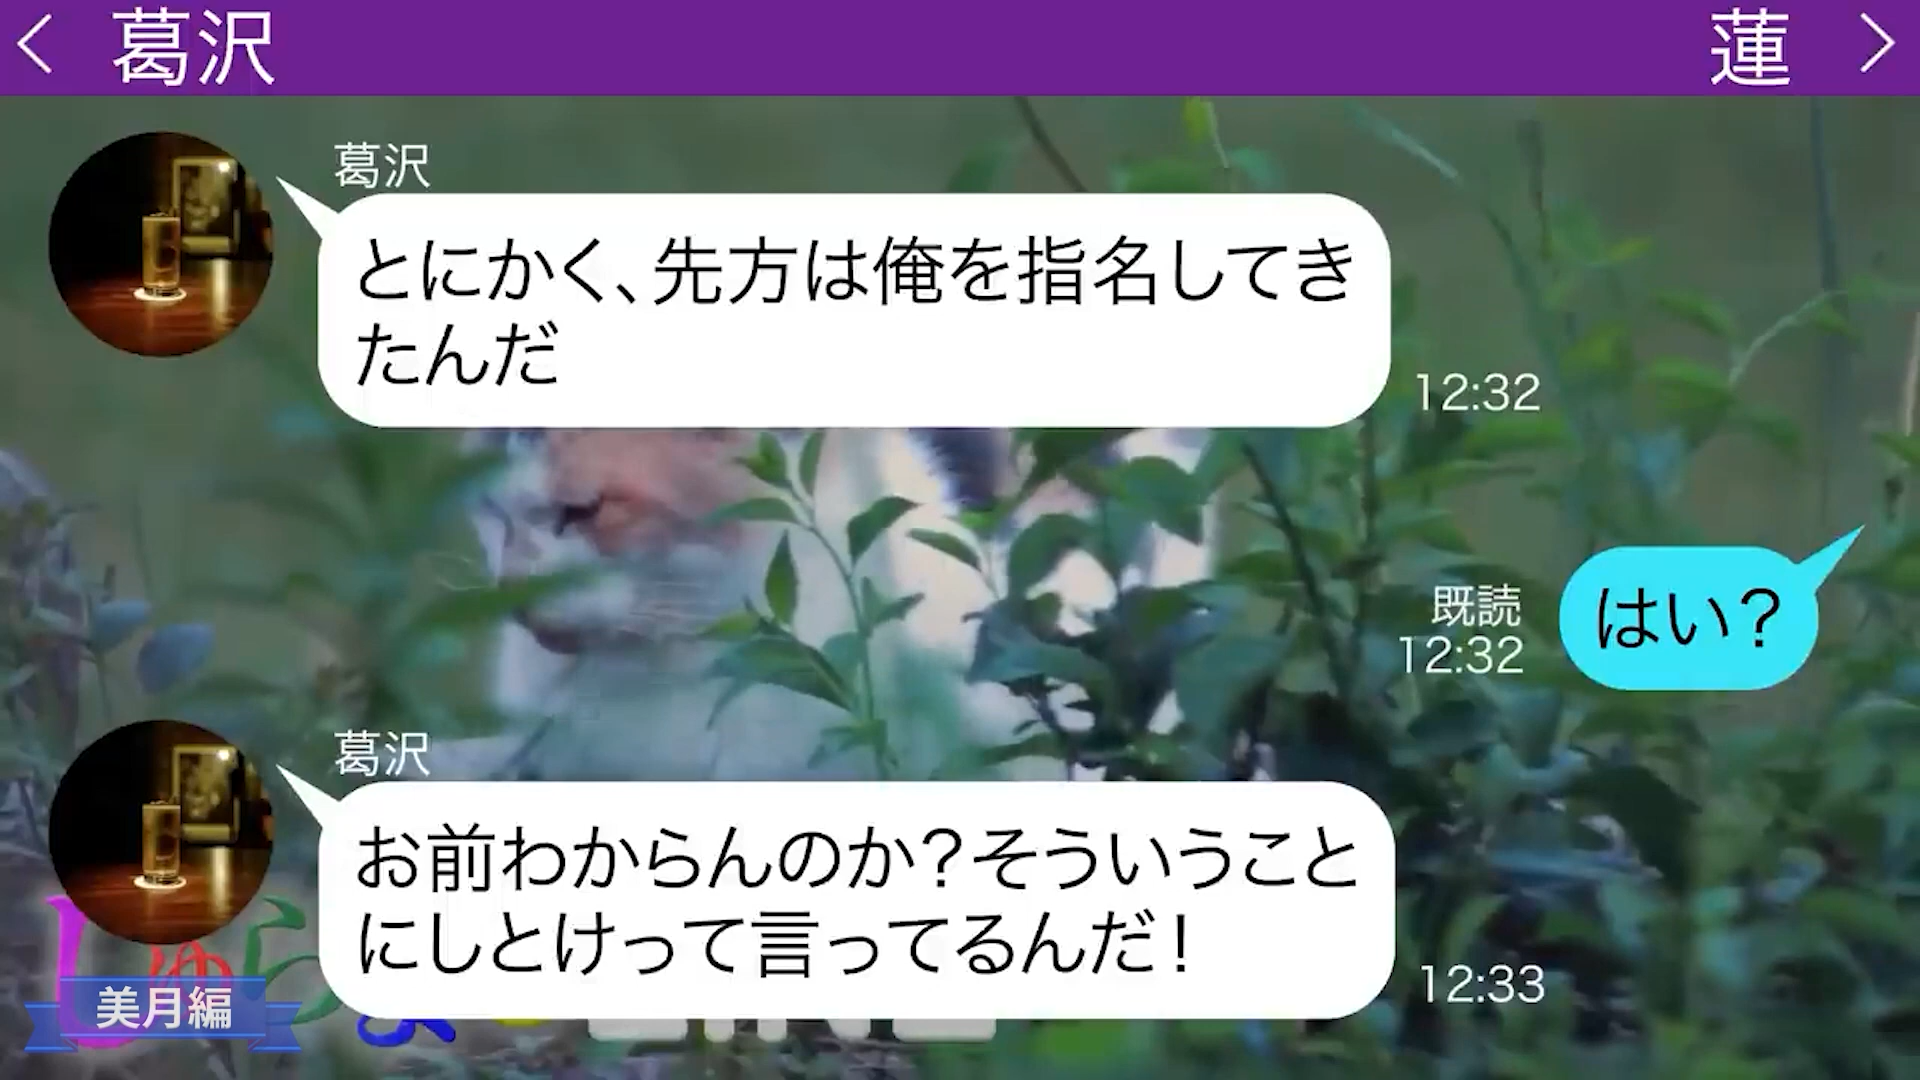 葛沢
蓮
葛沢
とにかく、先方は俺を指名してき
たんだ
12:32
はい?
既読
12:32
葛沢
お前わからんのか?そういうこと
にしとけって言ってるんだ!
12:33
美月編